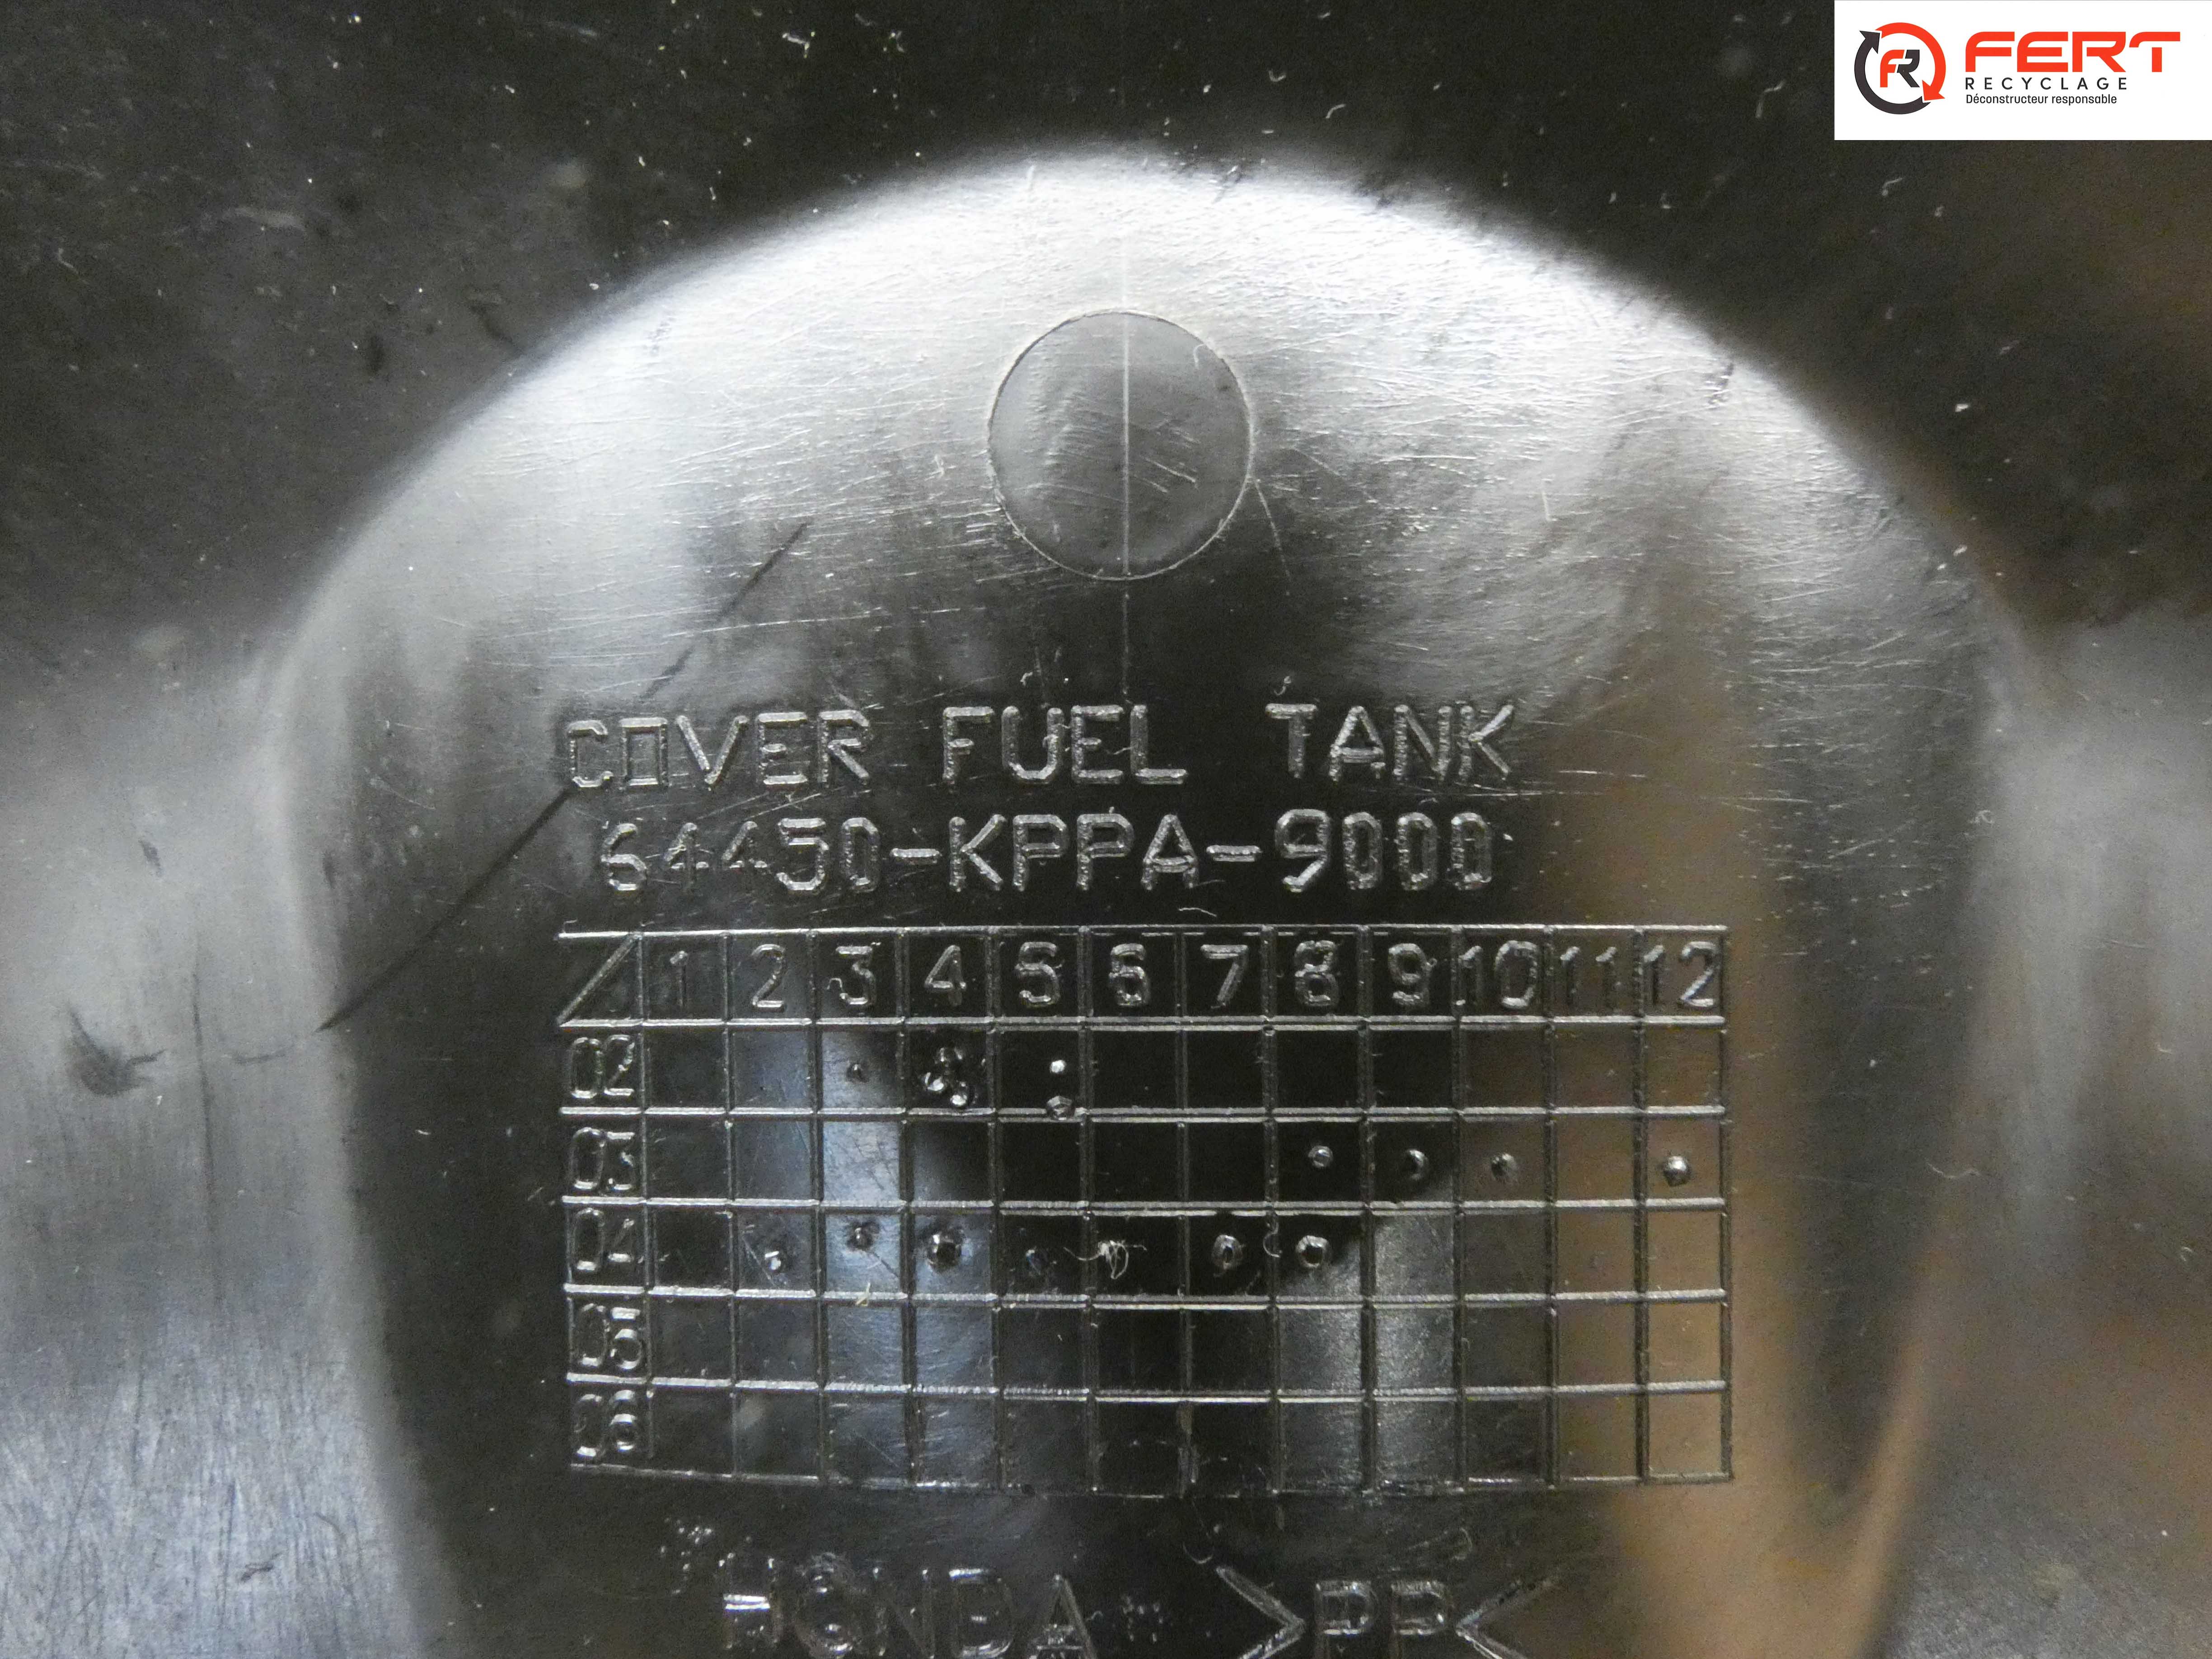 FR FERT
RECYCLAGE
Déconstructeur responsable
COVER FUEL TANK
64450-KPPA-9000
1 2 3 4 5 6 7 8 9 10 11 12
02
03
04
05
06
HONDA >PP<